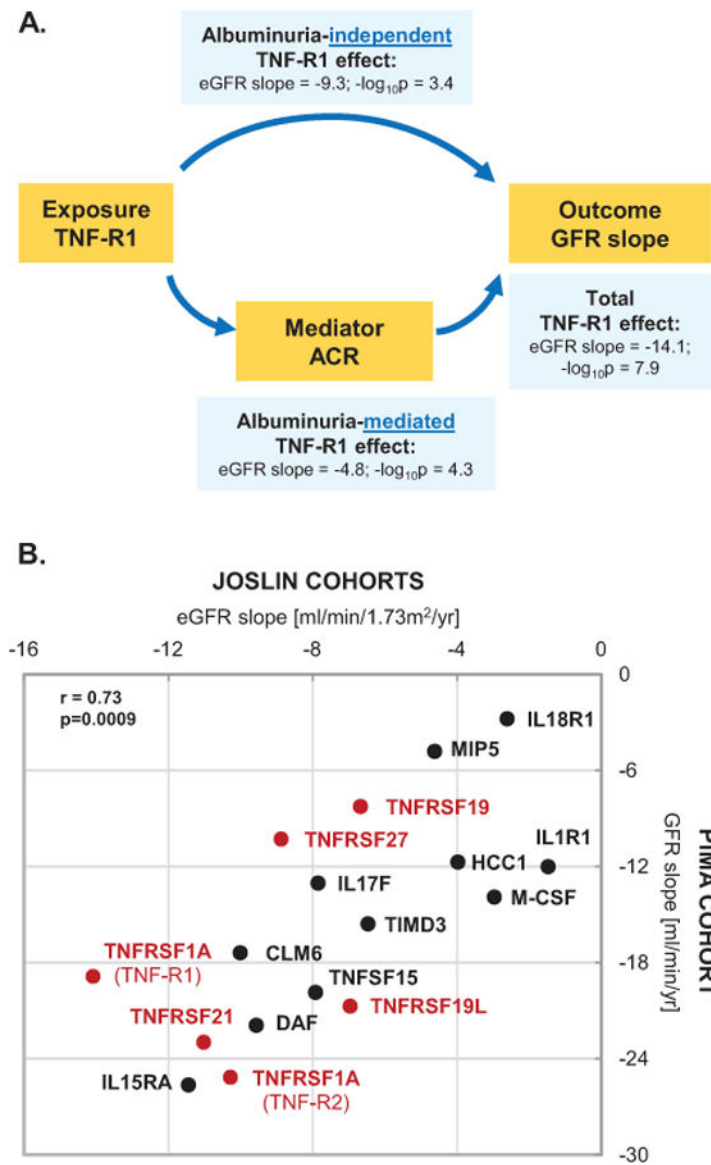 A.
Albuminuria-independent
TNF-R1 effect:
eGFR slope = -9.3; -log10p = 3.4
Exposure
TNF-R1
Outcome
GFR slope
Mediator
ACR
Total
TNF-R1 effect:
eGFR slope = -14.1;
-log10p = 7.9
Albuminuria-mediated
TNF-R1 effect:
eGFR slope = -4.8; -log10p = 4.3
B.
JOSLIN COHORTS
eGFR slope [ml/min/1.73m²/yr]
-16 -12 -8 -4 0
0
r = 0.73
p=0.0009
IL18R1
MIP5
-6
TNFRSF19
TNFRSF27
IL1R1
HCC1
-12
IL17F
M-CSF
TIMD3
TNFRSF1A
(TNF-R1)
CLM6
-18
TNFSF15
TNFRSF19L
TNFRSF21
DAF
-24
IL15RA
TNFRSF1A
(TNF-R2)
-30
PIMA COHORT
GFR slope [ml/min/yr]